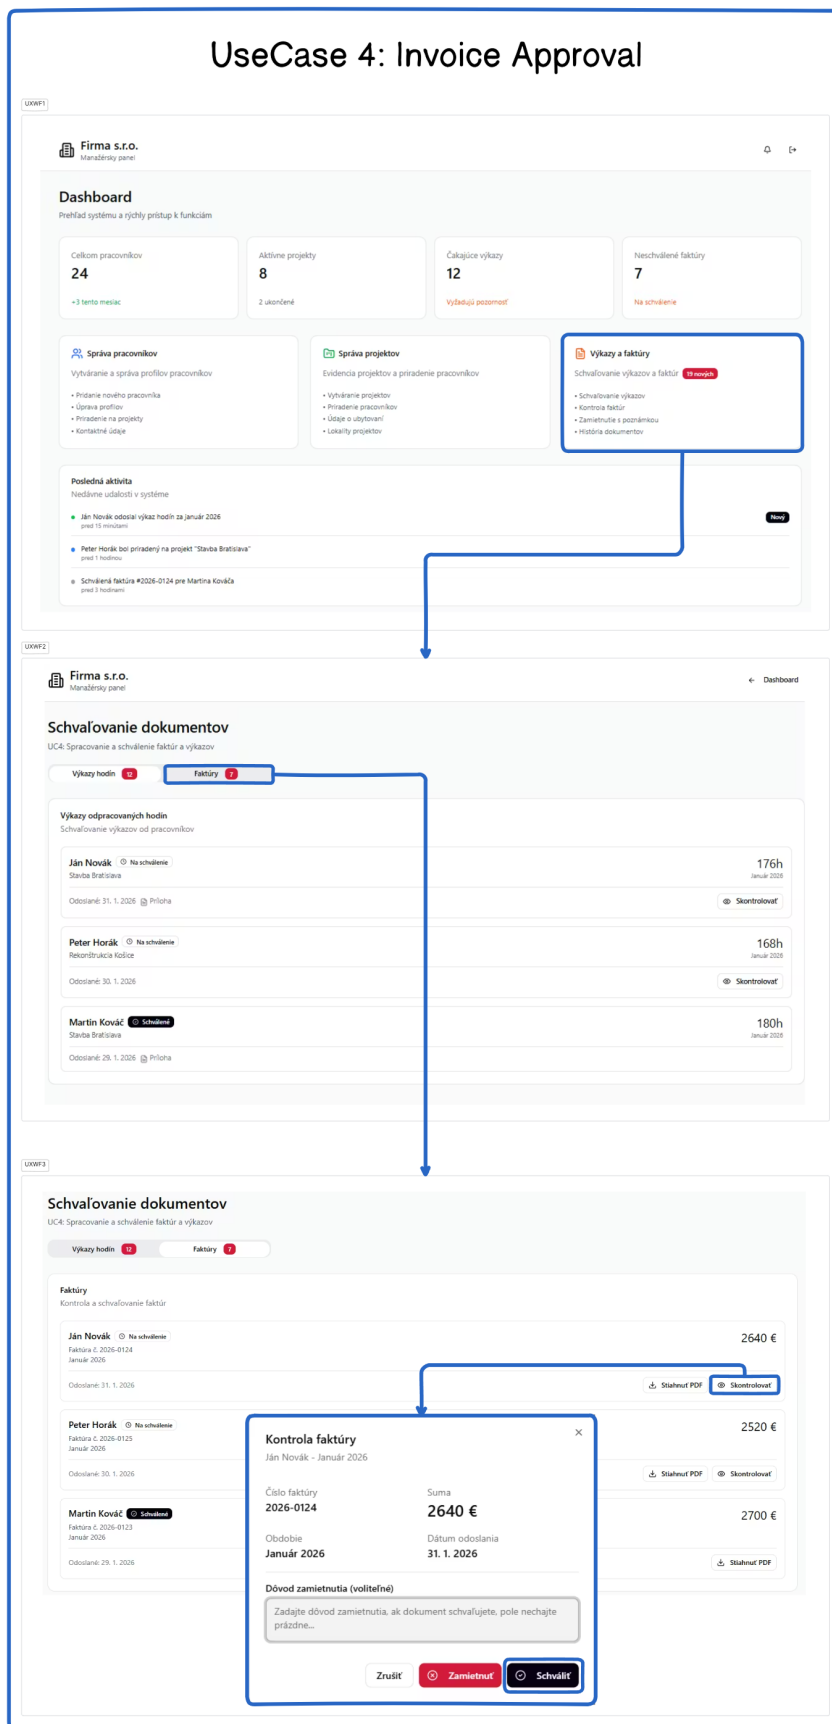 UseCase 4: Invoice Approval
UXWF1
Firma s.r.o.
Manažérsky panel
Dashboard
Prehľad systému a rýchly prístup k funkciám
Celkom pracovníkov
24
+3 tento mesiac
Aktívne projekty
8
2 ukončené
Čakajúce výkazy
12
Vyžadujú pozornosť
Neschválené faktúry
7
Na schválenie
Správa pracovníkov
Vytváranie a správa profilov pracovníkov
• Pridanie nového pracovníka
• Úprava profilov
• Priradenie na projekty
• Kontaktné údaje
Správa projektov
Evidencia projektov a priradenie pracovníkov
• Vytváranie projektov
• Priradenie pracovníkov
• Údaje o ubytovaní
• Lokality projektov
Výkazy a faktúry
Schvaľovanie výkazov a faktúr 19 nových
• Schvaľovanie výkazov
• Kontrola faktúr
• Zamietnutie s poznámkou
• História dokumentov
Posledná aktivita
Nedávne udalosti v systéme
Ján Novák odoslal výkaz hodín za január 2026
pred 15 minútami
Nový
Peter Horák bol priradený na projekt "Stavba Bratislava"
pred 1 hodinou
Schválená faktúra #2026-0124 pre Martina Kováča
pred 3 hodinami
UXWF2
Firma s.r.o.
Manažérsky panel
← Dashboard
Schvaľovanie dokumentov
UC4: Spracovanie a schválenie faktúr a výkazov
Výkazy hodín 12
Faktúry 7
Výkazy odpracovaných hodín
Schvaľovanie výkazov od pracovníkov
Ján Novák Na schválenie
Stavba Bratislava
176h
Január 2026
Odoslané: 31. 1. 2026 Príloha
Skontrolovať
Peter Horák Na schválenie
Rekonštrukcia Košice
168h
Január 2026
Odoslané: 30. 1. 2026
Skontrolovať
Martin Kováč Schválené
Stavba Bratislava
180h
Január 2026
Odoslané: 29. 1. 2026 Príloha
UXWF3
Schvaľovanie dokumentov
UC4: Spracovanie a schválenie faktúr a výkazov
Výkazy hodín 12
Faktúry 7
Faktúry
Kontrola a schvaľovanie faktúr
Ján Novák Na schválenie
Faktúra č. 2026-0124
Január 2026
2640 €
Odoslané: 31. 1. 2026
Stiahnuť PDF
Skontrolovať
Peter Horák Na schválenie
Faktúra č. 2026-0125
Január 2026
2520 €
Odoslané: 30. 1. 2026
Stiahnuť PDF
Skontrolovať
Martin Kováč Schválené
Faktúra č. 2026-0123
Január 2026
2700 €
Odoslané: 29. 1. 2026
Stiahnuť PDF
Kontrola faktúry
Ján Novák - Január 2026
Číslo faktúry
2026-0124
Suma
2640 €
Obdobie
Január 2026
Dátum odoslania
31. 1. 2026
Dôvod zamietnutia (voliteľné)
Zadajte dôvod zamietnutia, ak dokument schvaľujete, pole nechajte
prázdne...
Zrušiť
Zamietnuť
Schváliť